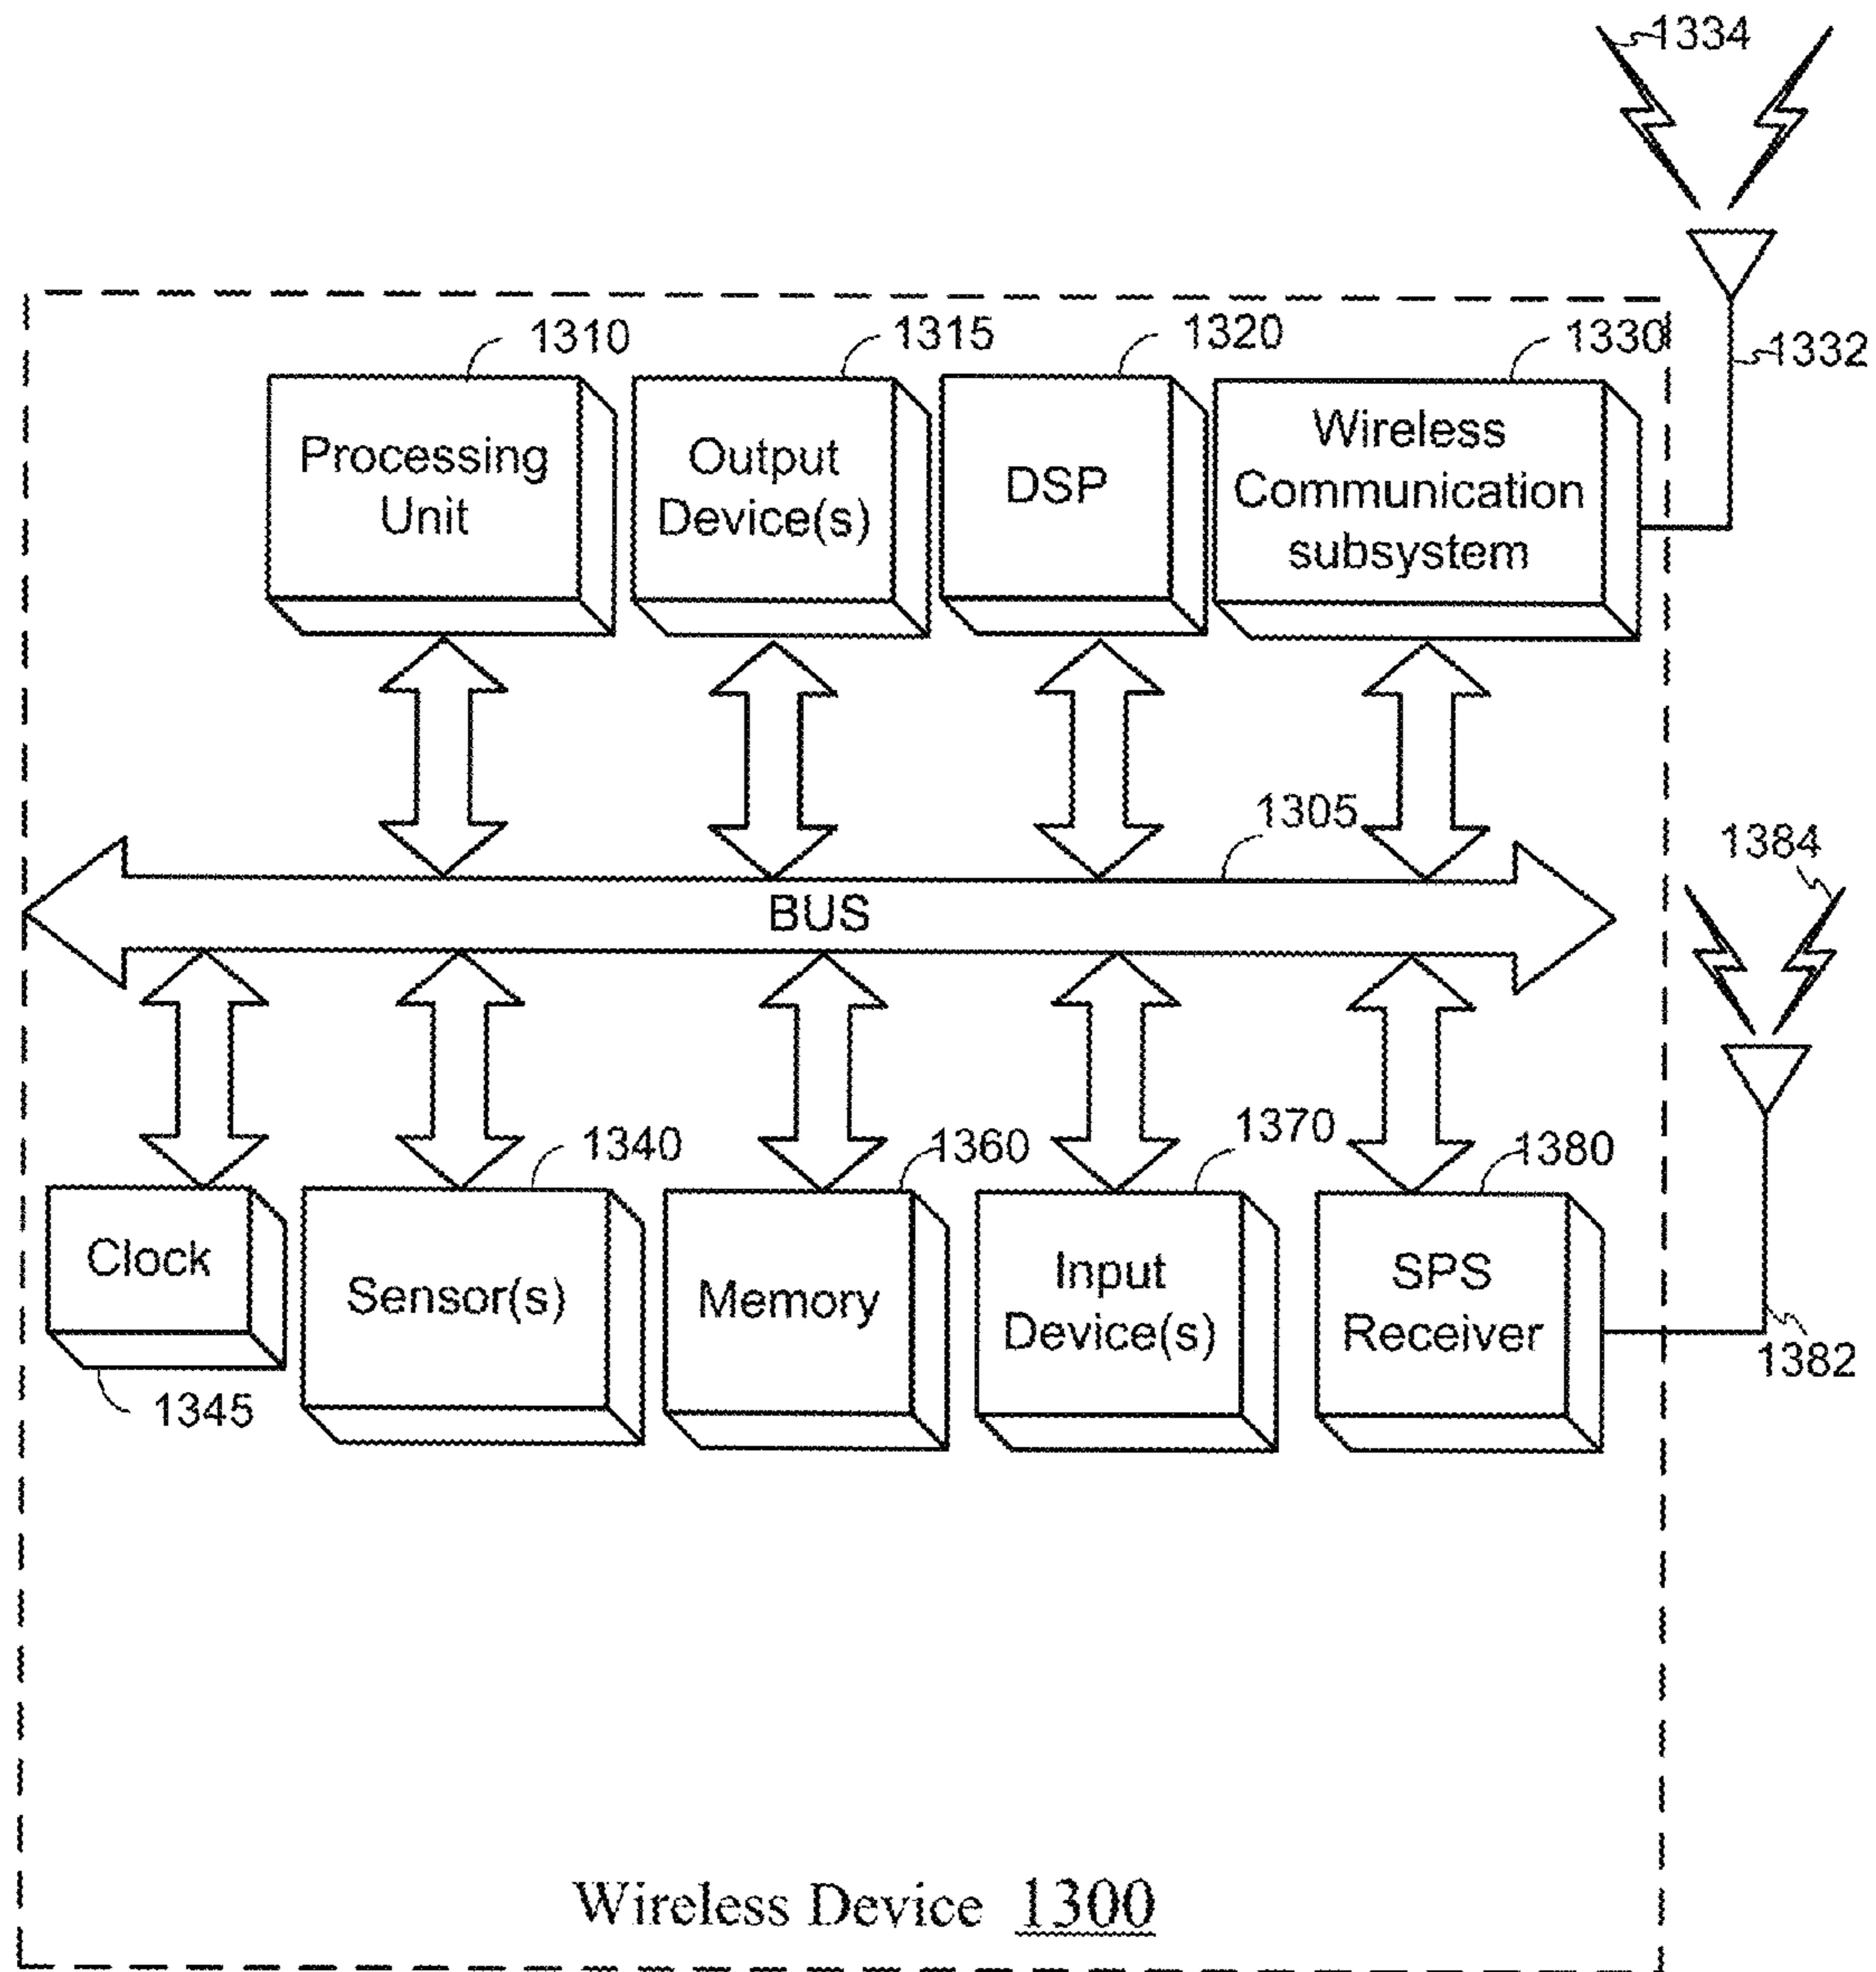 1334
1310
1315
1320
1330
1332
Processing
Unit
Output
Device(s)
DSP
Wireless
Communication
subsystem
1305
BUS
1384
1340
1360
1370
1380
Clock
Sensor(s)
Memory
Input
Device(s)
SPS
Receiver
1382
1345
Wireless Device 1300